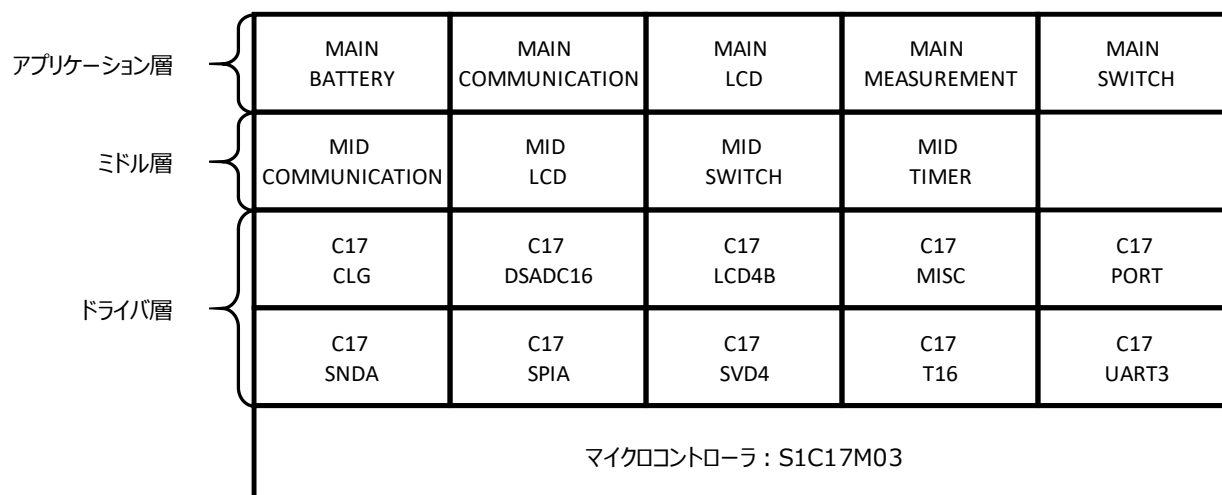 アプリケーション層
MAIN
BATTERY
MAIN
COMMUNICATION
MAIN
LCD
MAIN
MEASUREMENT
MAIN
SWITCH
ミドル層
MID
COMMUNICATION
MID
LCD
MID
SWITCH
MID
TIMER
ドライバ層
C17
CLG
C17
DSADC16
C17
LCD4B
C17
MISC
C17
PORT
C17
SNDA
C17
SPIA
C17
SVD4
C17
T16
C17
UART3
マイクロコントローラ：S1C17M03